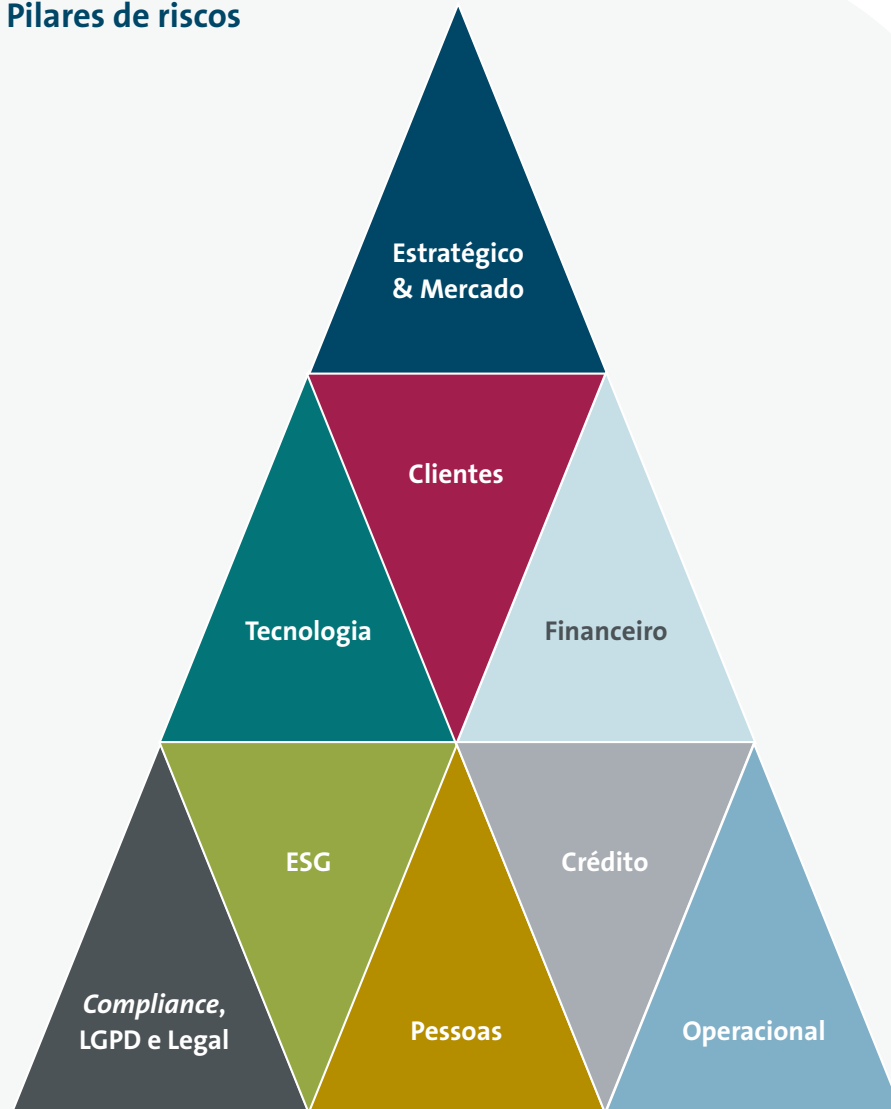 Pilares de riscos
Estratégico
& Mercado
Clientes
Tecnologia
Financeiro
ESG
Crédito
Compliance,
LGPD e Legal
Pessoas
Operacional